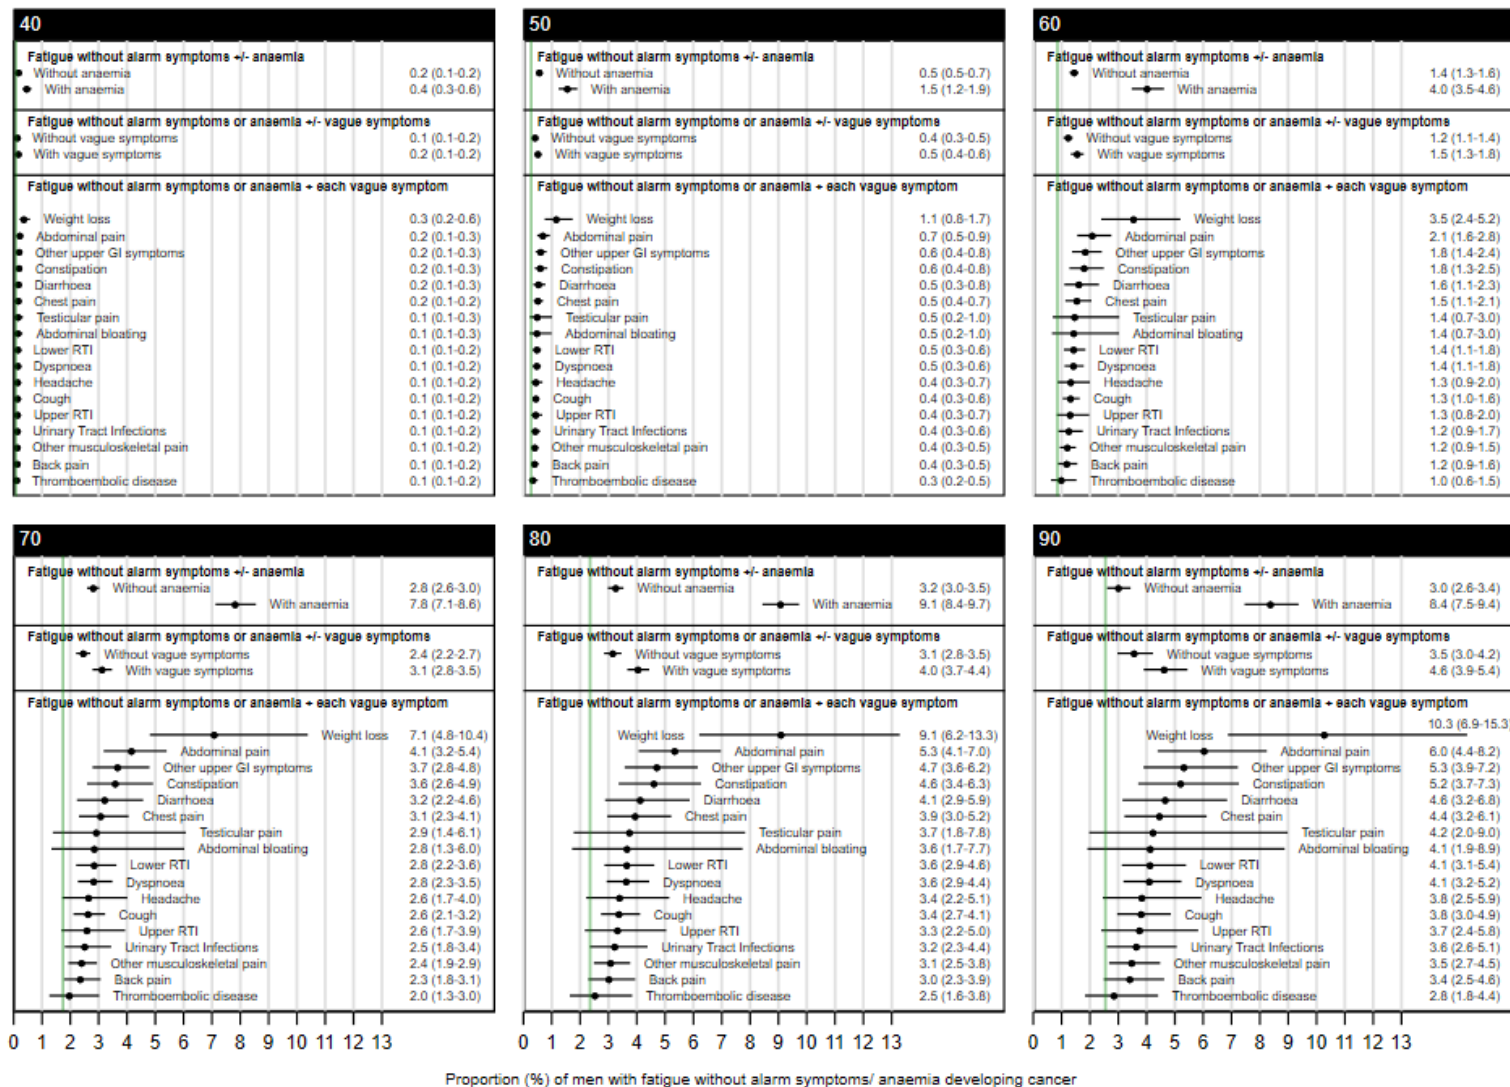 40
Fatigue without alarm symptoms +/- anaemia
Without anaemia 0.2 (0.1-0.2)
With anaemia 0.4 (0.3-0.6)
Fatigue without alarm symptoms or anaemia +/- vague symptoms
Without vague symptoms 0.1 (0.1-0.2)
With vague symptoms 0.2 (0.1-0.2)
Fatigue without alarm symptoms or anaemia + each vague symptom
Weight loss 0.3 (0.2-0.6)
Abdominal pain 0.2 (0.1-0.3)
Other upper GI symptoms 0.2 (0.1-0.3)
Constipation 0.2 (0.1-0.3)
Diarrhoea 0.2 (0.1-0.3)
Chest pain 0.2 (0.1-0.2)
Testicular pain 0.1 (0.1-0.3)
Abdominal bloating 0.1 (0.1-0.3)
Lower RTI 0.1 (0.1-0.2)
Dyspnoea 0.1 (0.1-0.2)
Headache 0.1 (0.1-0.2)
Cough 0.1 (0.1-0.2)
Upper RTI 0.1 (0.1-0.2)
Urinary Tract Infections 0.1 (0.1-0.2)
Other musculoskeletal pain 0.1 (0.1-0.2)
Back pain 0.1 (0.1-0.2)
Thromboembolic disease 0.1 (0.1-0.2)
50
Fatigue without alarm symptoms +/- anaemia
Without anaemia 0.5 (0.5-0.7)
With anaemia 1.5 (1.2-1.9)
Fatigue without alarm symptoms or anaemia +/- vague symptoms
Without vague symptoms 0.4 (0.3-0.5)
With vague symptoms 0.5 (0.4-0.6)
Fatigue without alarm symptoms or anaemia + each vague symptom
Weight loss 1.1 (0.8-1.7)
Abdominal pain 0.7 (0.5-0.9)
Other upper GI symptoms 0.6 (0.4-0.8)
Constipation 0.6 (0.4-0.8)
Diarrhoea 0.5 (0.3-0.8)
Chest pain 0.5 (0.4-0.7)
Testicular pain 0.5 (0.2-1.0)
Abdominal bloating 0.5 (0.2-1.0)
Lower RTI 0.5 (0.3-0.6)
Dyspnoea 0.5 (0.3-0.6)
Headache 0.4 (0.3-0.7)
Cough 0.4 (0.3-0.6)
Upper RTI 0.4 (0.3-0.7)
Urinary Tract Infections 0.4 (0.3-0.6)
Other musculoskeletal pain 0.4 (0.3-0.5)
Back pain 0.4 (0.3-0.5)
Thromboembolic disease 0.3 (0.2-0.5)
60
Fatigue without alarm symptoms +/- anaemia
Without anaemia 1.4 (1.3-1.6)
With anaemia 4.0 (3.5-4.6)
Fatigue without alarm symptoms or anaemia +/- vague symptoms
Without vague symptoms 1.2 (1.1-1.4)
With vague symptoms 1.5 (1.3-1.8)
Fatigue without alarm symptoms or anaemia + each vague symptom
Weight loss 3.5 (2.4-5.2)
Abdominal pain 2.1 (1.6-2.8)
Other upper GI symptoms 1.8 (1.4-2.4)
Constipation 1.8 (1.3-2.5)
Diarrhoea 1.6 (1.1-2.3)
Chest pain 1.5 (1.1-2.1)
Testicular pain 1.4 (0.7-3.0)
Abdominal bloating 1.4 (0.7-3.0)
Lower RTI 1.4 (1.1-1.8)
Dyspnoea 1.4 (1.1-1.8)
Headache 1.3 (0.9-2.0)
Cough 1.3 (1.0-1.6)
Upper RTI 1.3 (0.8-2.0)
Urinary Tract Infections 1.2 (0.9-1.7)
Other musculoskeletal pain 1.2 (0.9-1.5)
Back pain 1.2 (0.9-1.6)
Thromboembolic disease 1.0 (0.6-1.5)
70
Fatigue without alarm symptoms +/- anaemia
Without anaemia 2.8 (2.6-3.0)
With anaemia 7.8 (7.1-8.6)
Fatigue without alarm symptoms or anaemia +/- vague symptoms
Without vague symptoms 2.4 (2.2-2.7)
With vague symptoms 3.1 (2.8-3.5)
Fatigue without alarm symptoms or anaemia + each vague symptom
Weight loss 7.1 (4.8-10.4)
Abdominal pain 4.1 (3.2-5.4)
Other upper GI symptoms 3.7 (2.8-4.8)
Constipation 3.6 (2.6-4.9)
Diarrhoea 3.2 (2.2-4.6)
Chest pain 3.1 (2.3-4.1)
Testicular pain 2.9 (1.4-6.1)
Abdominal bloating 2.8 (1.3-6.0)
Lower RTI 2.8 (2.2-3.6)
Dyspnoea 2.8 (2.3-3.5)
Headache 2.6 (1.7-4.0)
Cough 2.6 (2.1-3.2)
Upper RTI 2.6 (1.7-3.9)
Urinary Tract Infections 2.5 (1.8-3.4)
Other musculoskeletal pain 2.4 (1.9-2.9)
Back pain 2.3 (1.8-3.1)
Thromboembolic disease 2.0 (1.3-3.0)
0 1 2 3 4 5 6 7 8 9 10 11 12 13
80
Fatigue without alarm symptoms +/- anaemia
Without anaemia 3.2 (3.0-3.5)
With anaemia 9.1 (8.4-9.7)
Fatigue without alarm symptoms or anaemia +/- vague symptoms
Without vague symptoms 3.1 (2.8-3.5)
With vague symptoms 4.0 (3.7-4.4)
Fatigue without alarm symptoms or anaemia + each vague symptom
Weight loss 9.1 (6.2-13.3)
Abdominal pain 5.3 (4.1-7.0)
Other upper GI symptoms 4.7 (3.6-6.2)
Constipation 4.6 (3.4-6.3)
Diarrhoea 4.1 (2.9-5.9)
Chest pain 3.9 (3.0-5.2)
Testicular pain 3.7 (1.8-7.8)
Abdominal bloating 3.6 (1.7-7.7)
Lower RTI 3.6 (2.9-4.6)
Dyspnoea 3.6 (2.9-4.4)
Headache 3.4 (2.2-5.1)
Cough 3.4 (2.7-4.1)
Upper RTI 3.3 (2.2-5.0)
Urinary Tract Infections 3.2 (2.3-4.4)
Other musculoskeletal pain 3.1 (2.5-3.8)
Back pain 3.0 (2.3-3.9)
Thromboembolic disease 2.5 (1.6-3.8)
0 1 2 3 4 5 6 7 8 9 10 11 12 13
90
Fatigue without alarm symptoms +/- anaemia
Without anaemia 3.0 (2.6-3.4)
With anaemia 8.4 (7.5-9.4)
Fatigue without alarm symptoms or anaemia +/- vague symptoms
Without vague symptoms 3.5 (3.0-4.2)
With vague symptoms 4.6 (3.9-5.4)
Fatigue without alarm symptoms or anaemia + each vague symptom
Weight loss 10.3 (6.9-15.3)
Abdominal pain 6.0 (4.4-8.2)
Other upper GI symptoms 5.3 (3.9-7.2)
Constipation 5.2 (3.7-7.3)
Diarrhoea 4.6 (3.2-6.8)
Chest pain 4.4 (3.2-6.1)
Testicular pain 4.2 (2.0-9.0)
Abdominal bloating 4.1 (1.9-8.9)
Lower RTI 4.1 (3.1-5.4)
Dyspnoea 4.1 (3.2-5.2)
Headache 3.8 (2.5-5.9)
Cough 3.8 (3.0-4.9)
Upper RTI 3.7 (2.4-5.8)
Urinary Tract Infections 3.6 (2.6-5.1)
Other musculoskeletal pain 3.5 (2.7-4.5)
Back pain 3.4 (2.5-4.6)
Thromboembolic disease 2.8 (1.8-4.4)
0 1 2 3 4 5 6 7 8 9 10 11 12 13
Proportion (%) of men with fatigue without alarm symptoms/ anaemia developing cancer